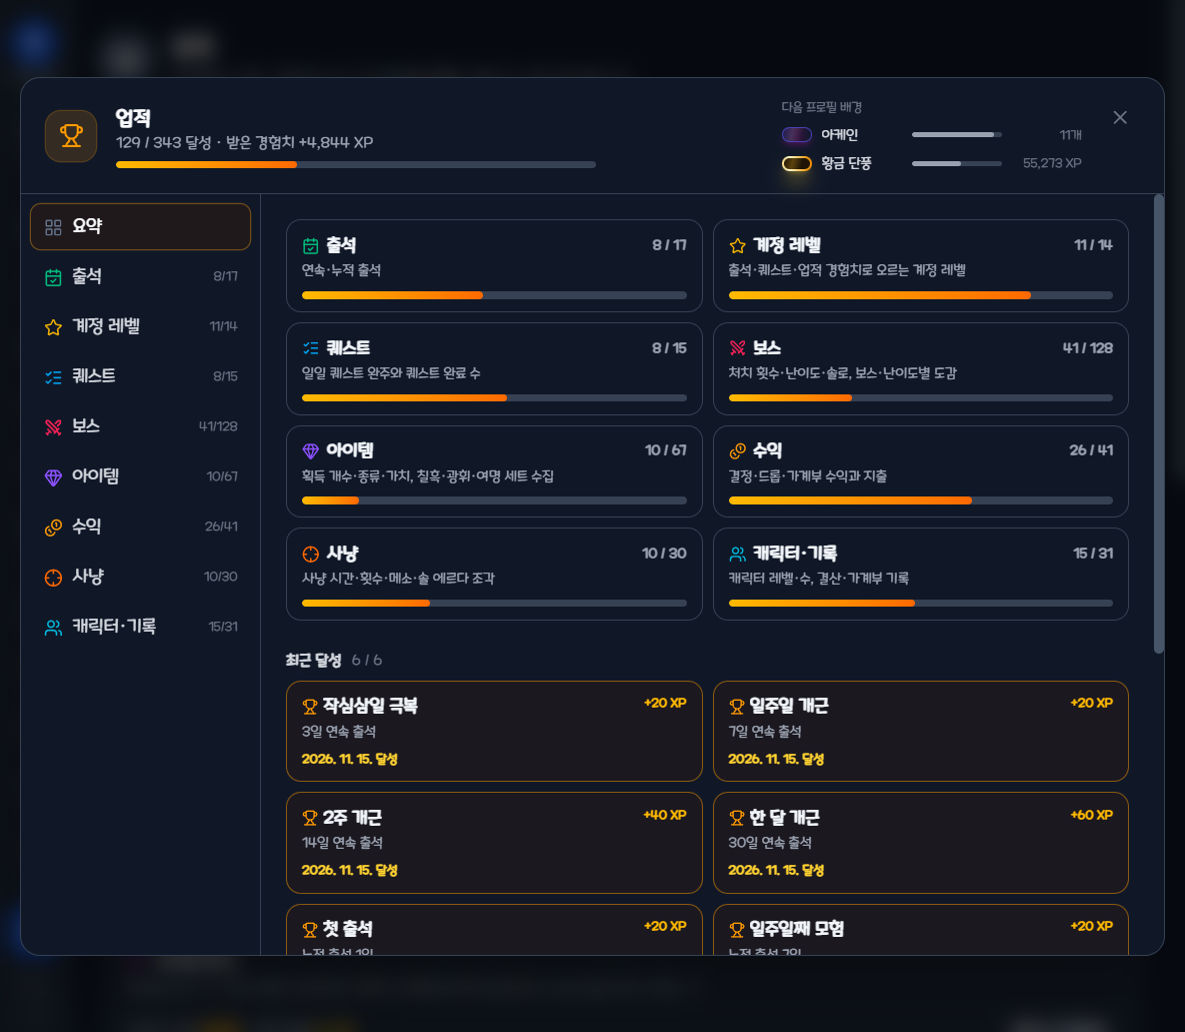 업적
129 / 343 달성 · 받은 경험치 +4,844 XP
다음 프로필 배경
아케인 11개
황금 단풍 55,273 XP
요약
출석 8/17
계정 레벨 11/14
퀘스트 8/15
보스 41/128
아이템 10/67
수익 26/41
사냥 10/30
캐릭터·기록 15/31
출석 8 / 17
연속·누적 출석
계정 레벨 11 / 14
출석·퀘스트·업적 경험치로 오르는 계정 레벨
퀘스트 8 / 15
일일 퀘스트 완주와 퀘스트 완료 수
보스 41 / 128
처치 횟수·난이도·솔로, 보스·난이도별 도감
아이템 10 / 67
획득 개수·종류·가치, 칠흑·광휘·여명 세트 수집
수익 26 / 41
결정·드롭·가계부 수익과 지출
사냥 10 / 30
사냥 시간·횟수·메소·솔 에르다 조각
캐릭터·기록 15 / 31
캐릭터 레벨·수, 결산·가계부 기록
최근 달성 6 / 6
작심삼일 극복 +20 XP
3일 연속 출석
2026. 11. 15. 달성
일주일 개근 +20 XP
7일 연속 출석
2026. 11. 15. 달성
2주 개근 +40 XP
14일 연속 출석
2026. 11. 15. 달성
한 달 개근 +60 XP
30일 연속 출석
2026. 11. 15. 달성
첫 출석 +20 XP
누적 출석 1일
일주일째 모험 +20 XP
누적 출석 7일